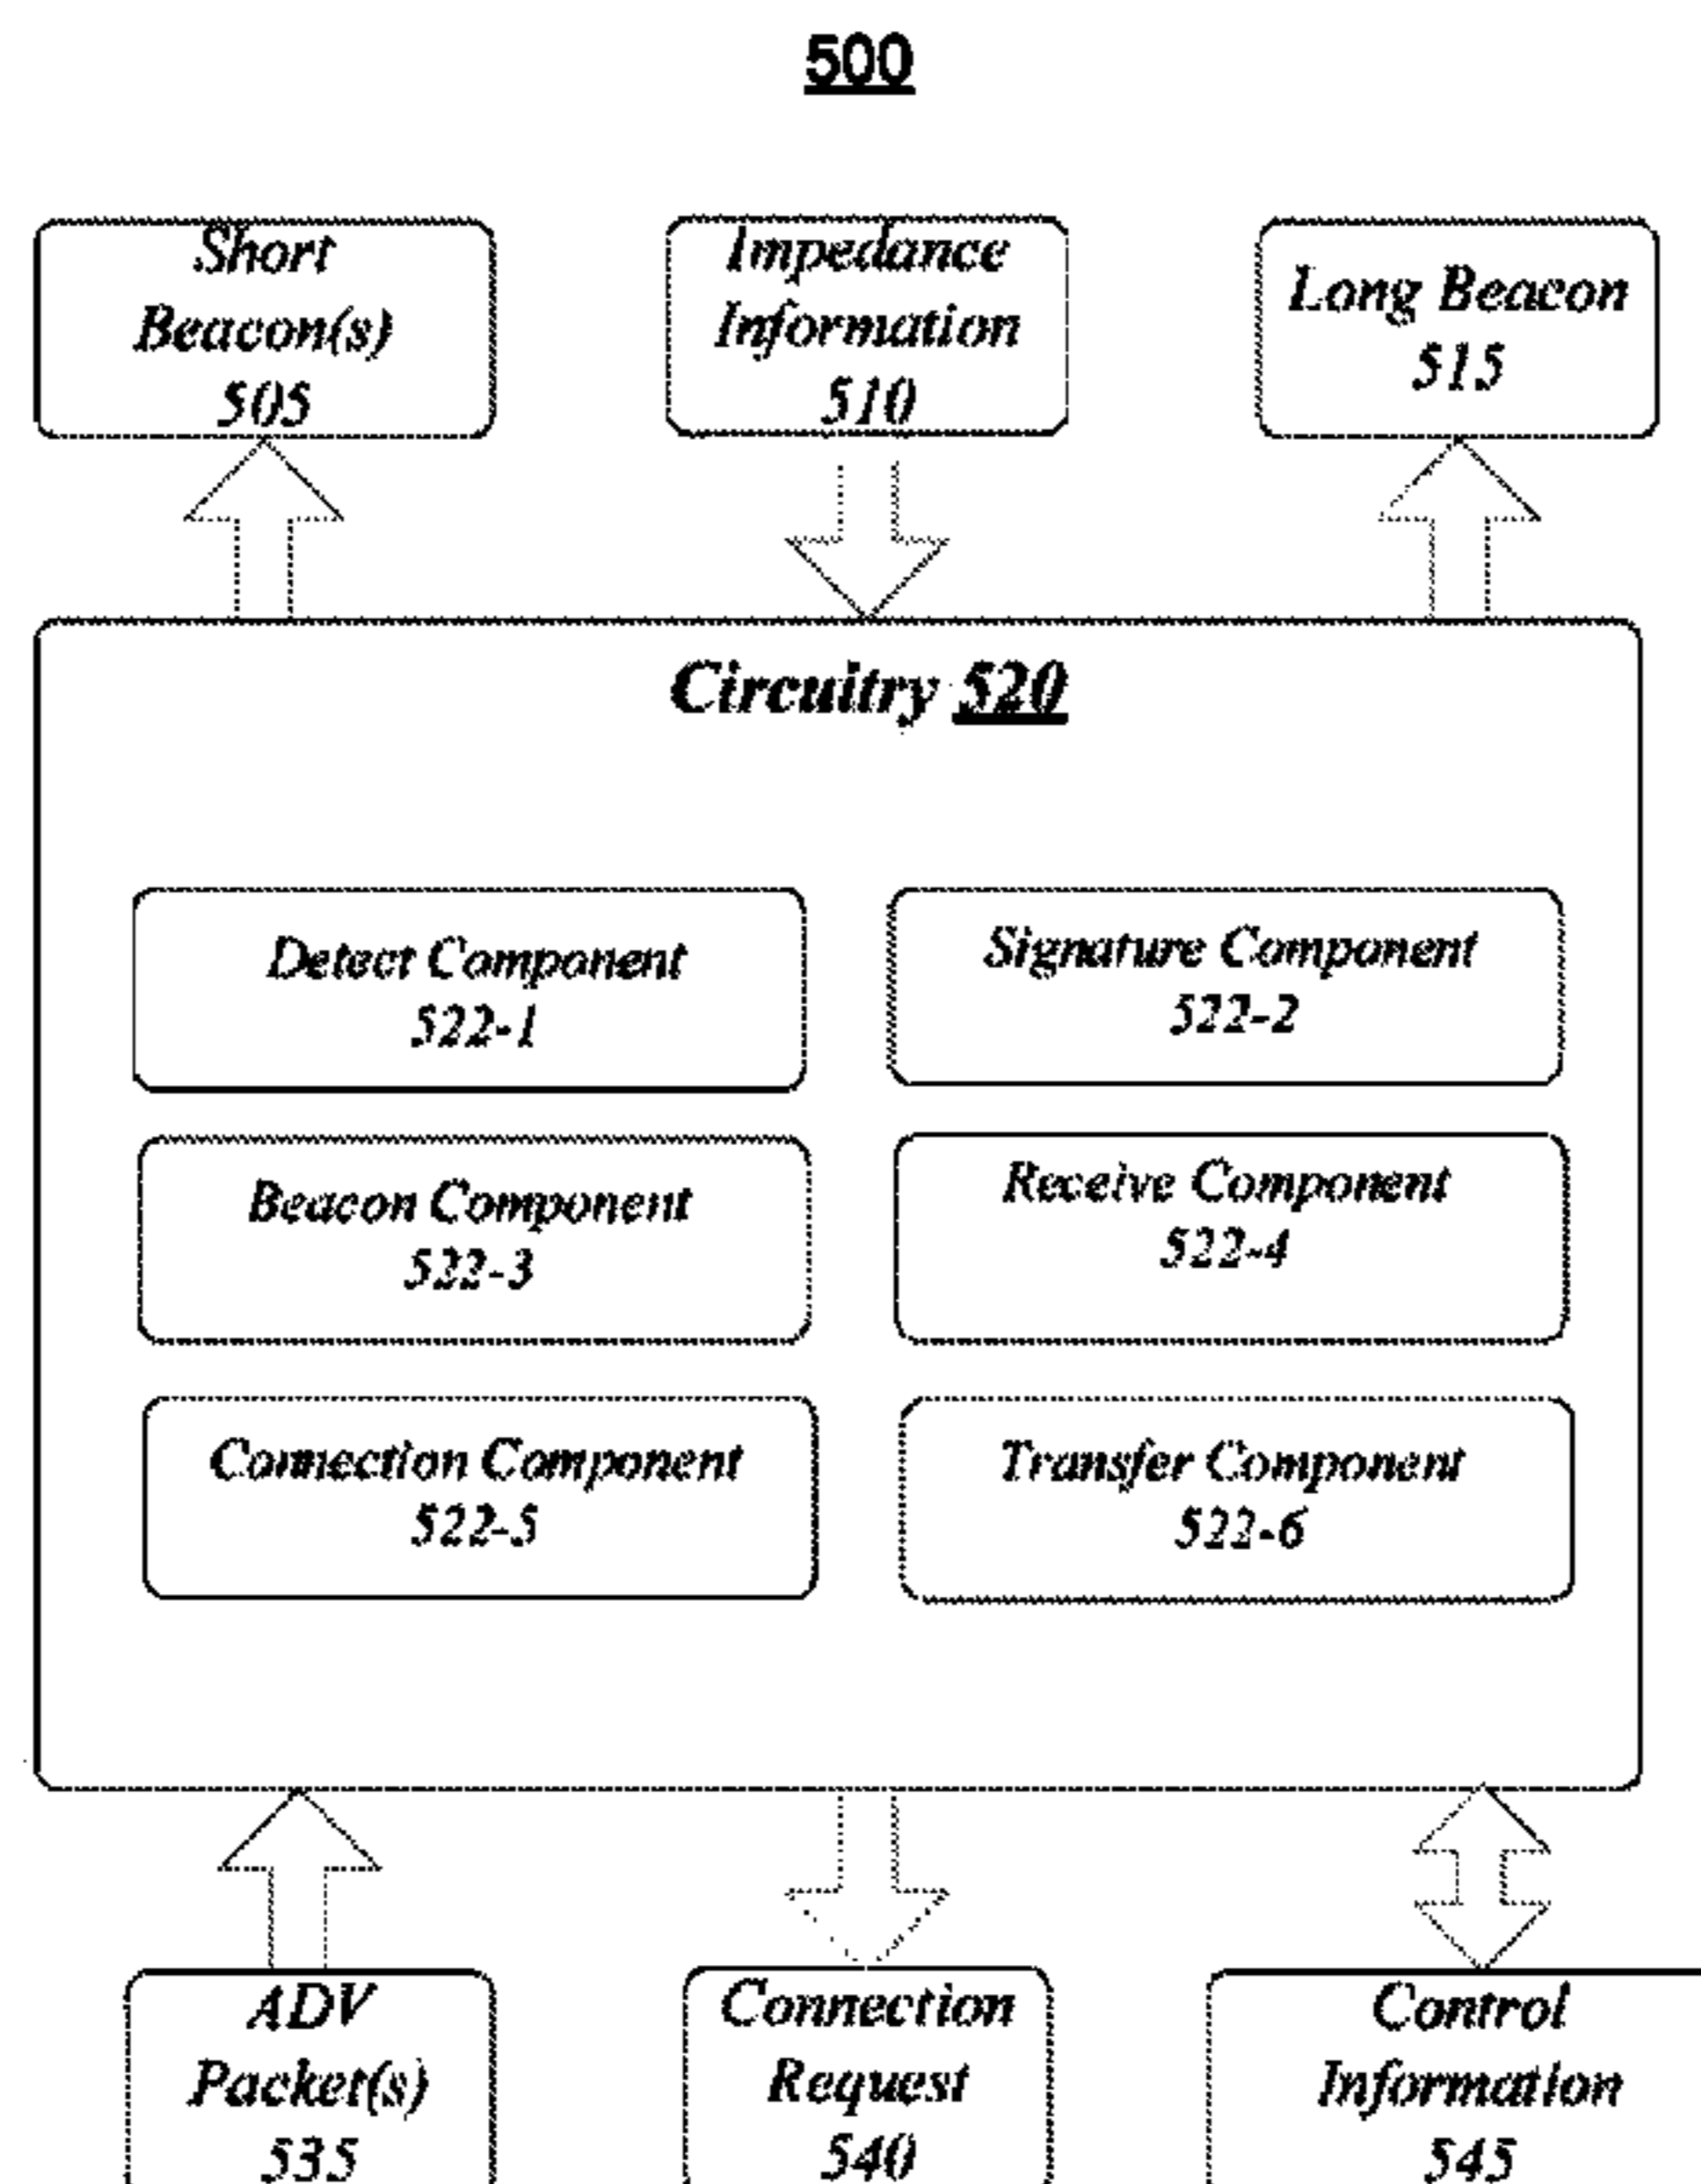 500
Short
Beacon(s)
505
Impedance
Information
510
Long Beacon
515
Circuitry 520
Detect Component
522-1
Signature Component
522-2
Beacon Component
522-3
Receive Component
522-4
Connection Component
522-5
Transfer Component
522-6
ADV
Packet(s)
535
Connection
Request
540
Control
Information
545